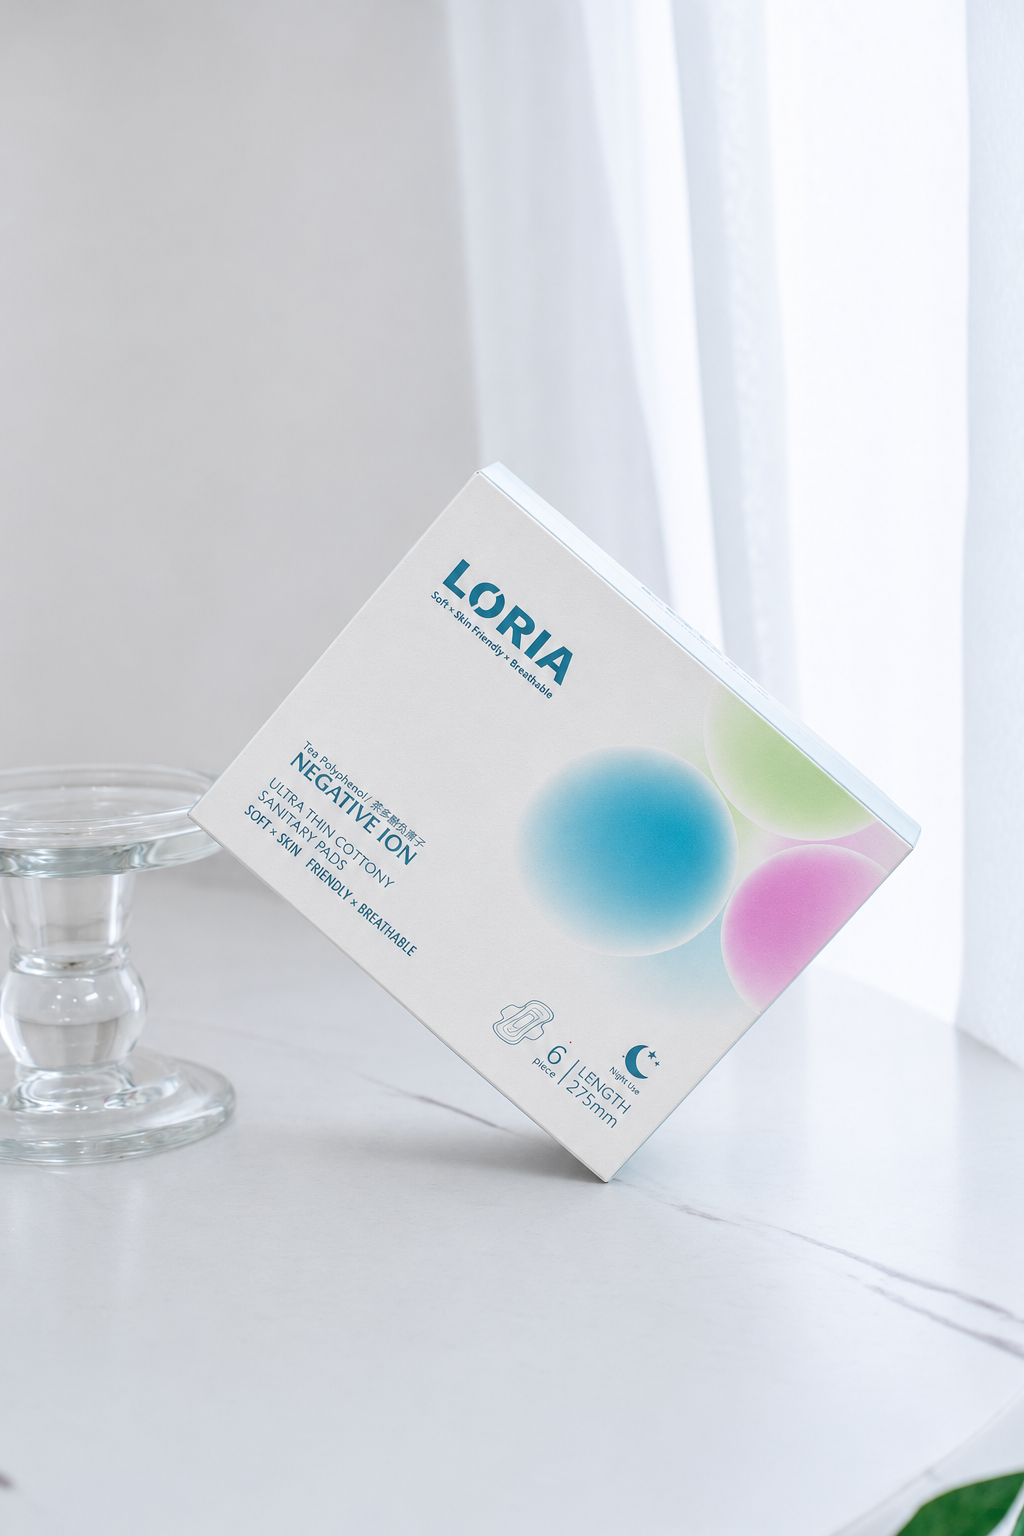 LORIA
Soft × Skin Friendly × Breathable
Tea Polyphenol/ 茶多酚负离子
NEGATIVE ION
ULTRA THIN COTTONY
SANITARY PADS
SOFT × SKIN FRIENDLY × BREATHABLE
6
piece
LENGTH
275mm
Night Use